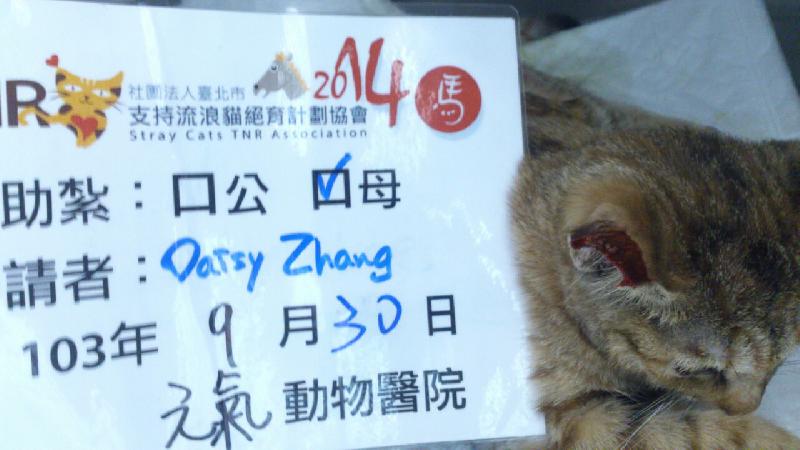 NR
2014
馬
社團法人臺北市
支持流浪貓絕育計劃協會
Stray Cats TNR Association
助紮：口公 口母
請者：Daisy Zhang
103年 9月30日
元氣動物醫院